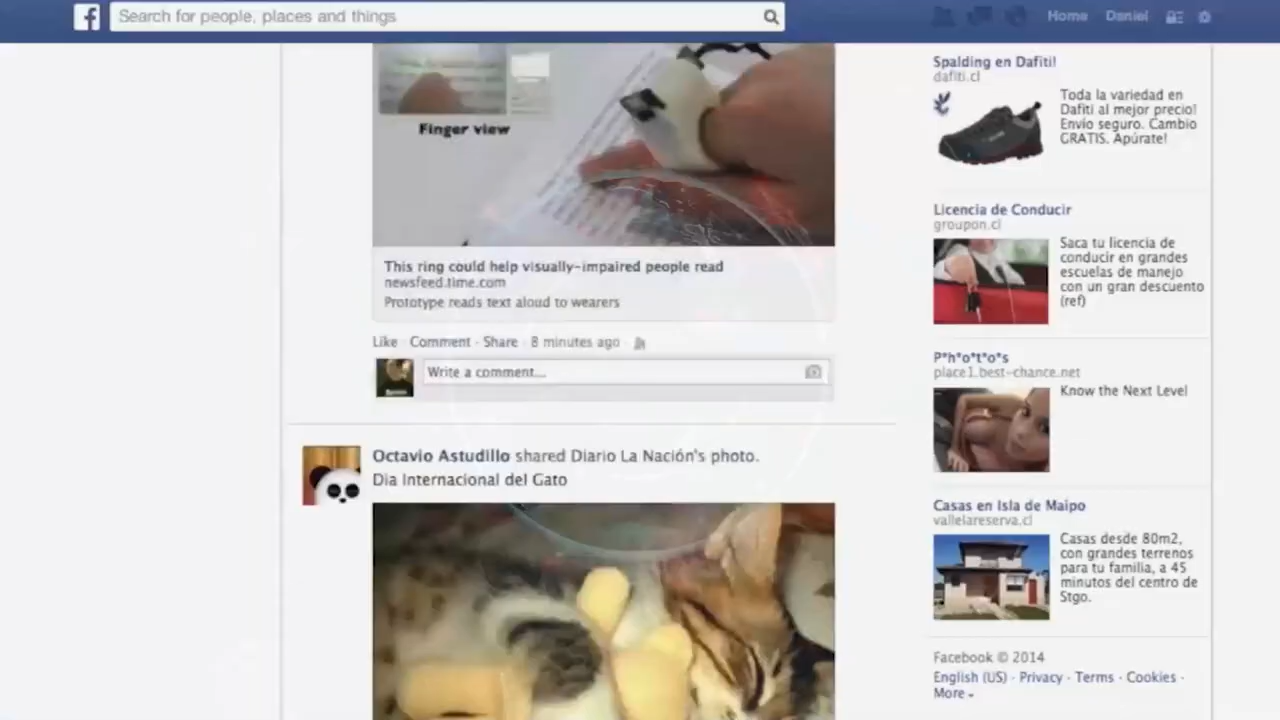 f
Search for people, places and things
Home
Daniel
Finger view
This ring could help visually-impaired people read
newsfeed.time.com
Prototype reads text aloud to wearers
Like · Comment · Share · 8 minutes ago ·
Write a comment...
Octavio Astudillo shared Diario La Nación's photo.
Dia Internacional del Gato
Spalding en Dafiti!
dafiti.cl
Toda la variedad en
Dafiti al mejor precio!
Envío seguro. Cambio
GRATIS. Apúrate!
Licencia de Conducir
groupon.cl
Saca tu licencia de
conducir en grandes
escuelas de manejo
con un gran descuento
(ref)
P*h*o*t*o*s
place1.best-chance.net
Know the Next Level
Casas en Isla de Maipo
vallelareserva.cl
Casas desde 80m2,
con grandes terrenos
para tu familia, a 45
minutos del centro de
Stgo.
Facebook © 2014
English (US) · Privacy · Terms · Cookies ·
More